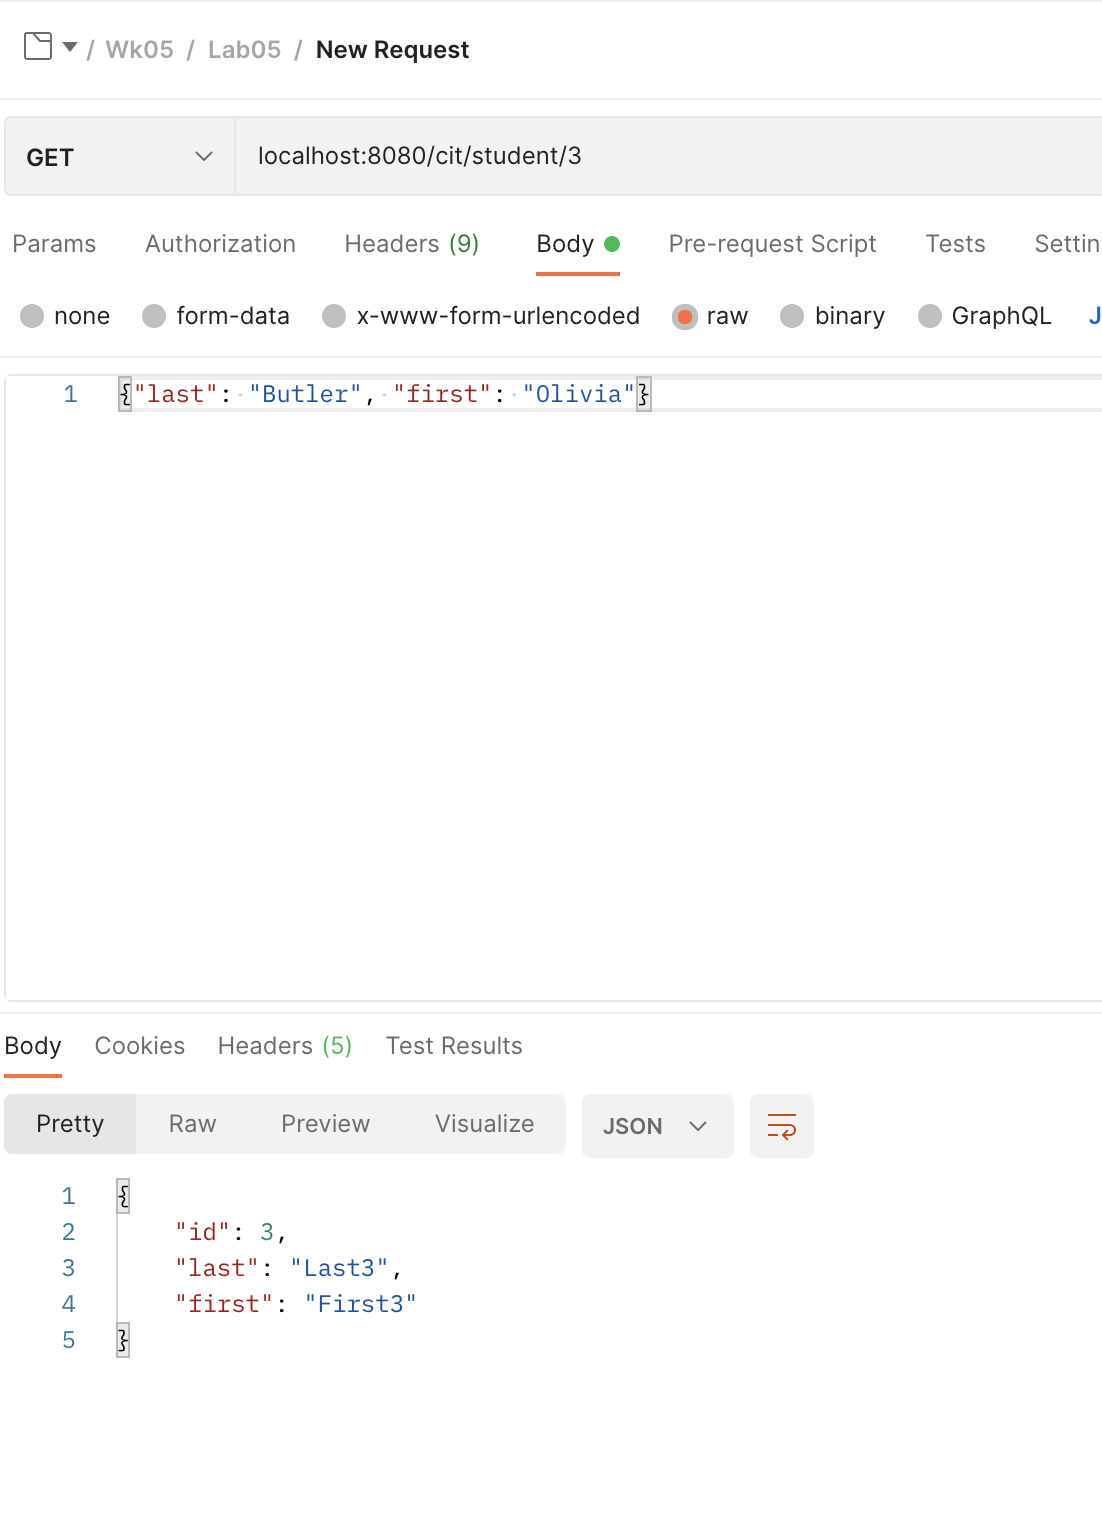 / Wk05 / Lab05 / New Request
GET localhost:8080/cit/student/3
Params Authorization Headers (9) Body Pre-request Script Tests Settin
none form-data x-www-form-urlencoded raw binary GraphQL J
1 {"last": "Butler", "first": "Olivia"}
Body Cookies Headers (5) Test Results
Pretty Raw Preview Visualize JSON
1 {
2 "id": 3,
3 "last": "Last3",
4 "first": "First3"
5 }